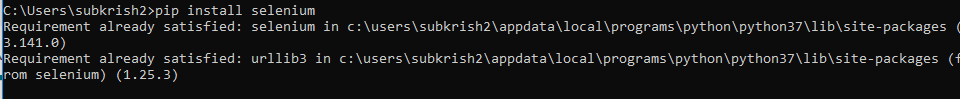 C:\Users\subkrish2>pip install selenium
Requirement already satisfied: selenium in c:\users\subkrish2\appdata\local\programs\python\python37\lib\site-packages (
3.141.0)
Requirement already satisfied: urllib3 in c:\users\subkrish2\appdata\local\programs\python\python37\lib\site-packages (f
rom selenium) (1.25.3)